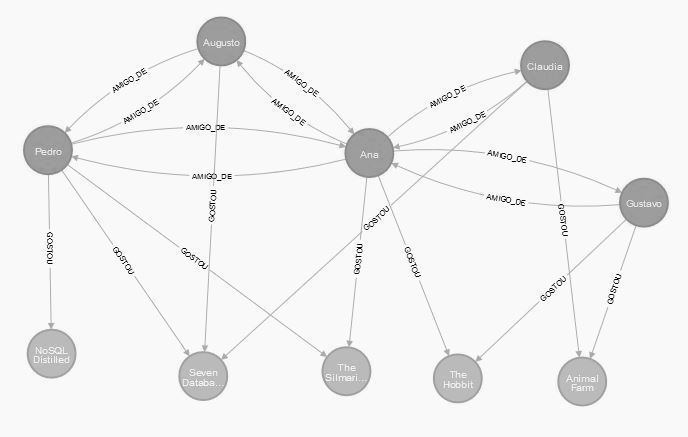 Augusto
Claudia
AMIGO_DE
AMIGO_DE
AMIGO_DE
AMIGO_DE
AMIGO_DE
AMIGO_DE
AMIGO_DE
Pedro
Ana
AMIGO_DE
AMIGO_DE
AMIGO_DE
Gustavo
GOSTOU
GOSTOU
GOSTOU
GOSTOU
GOSTOU
GOSTOU
GOSTOU
GOSTOU
GOSTOU
GOSTOU
NoSQL
Distilled
Seven
Databa...
The
Silmari...
The
Hobbit
Animal
Farm